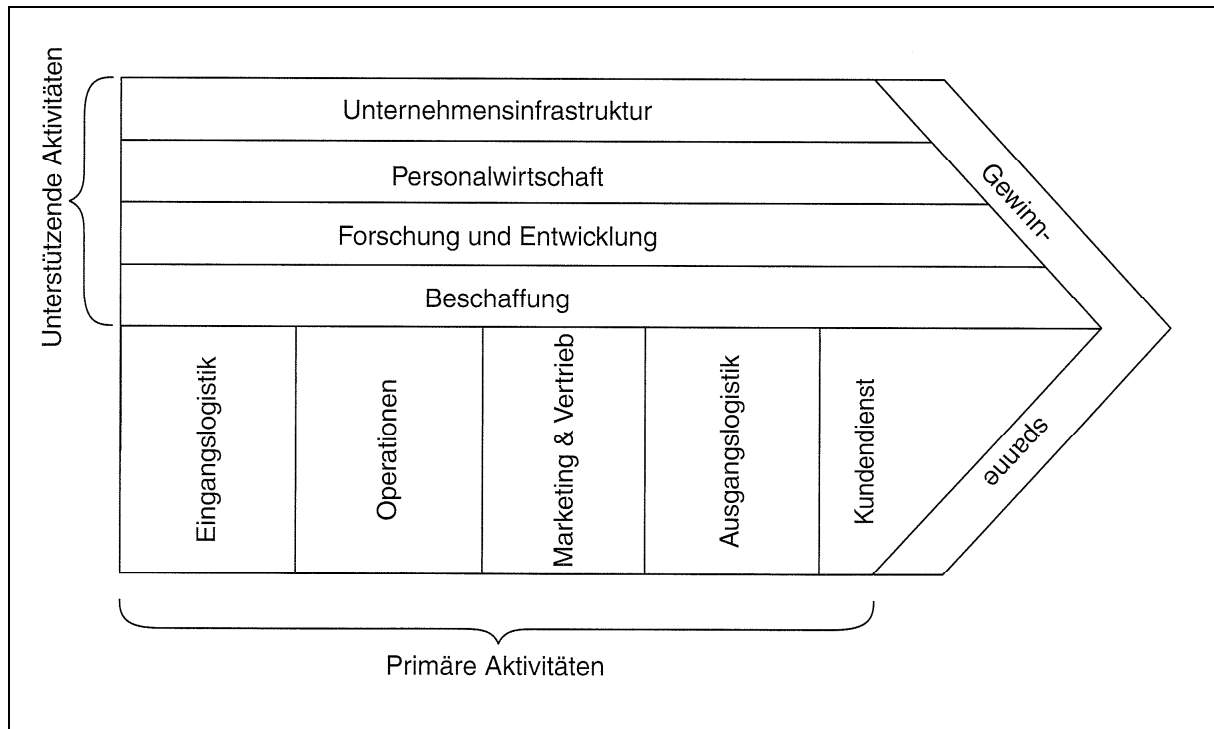 Unterstützende Aktivitäten
Unternehmensinfrastruktur
Personalwirtschaft
Forschung und Entwicklung
Beschaffung
Gewinn-
spanne
Eingangslogistik
Operationen
Marketing & Vertrieb
Ausgangslogistik
Kundendienst
Primäre Aktivitäten